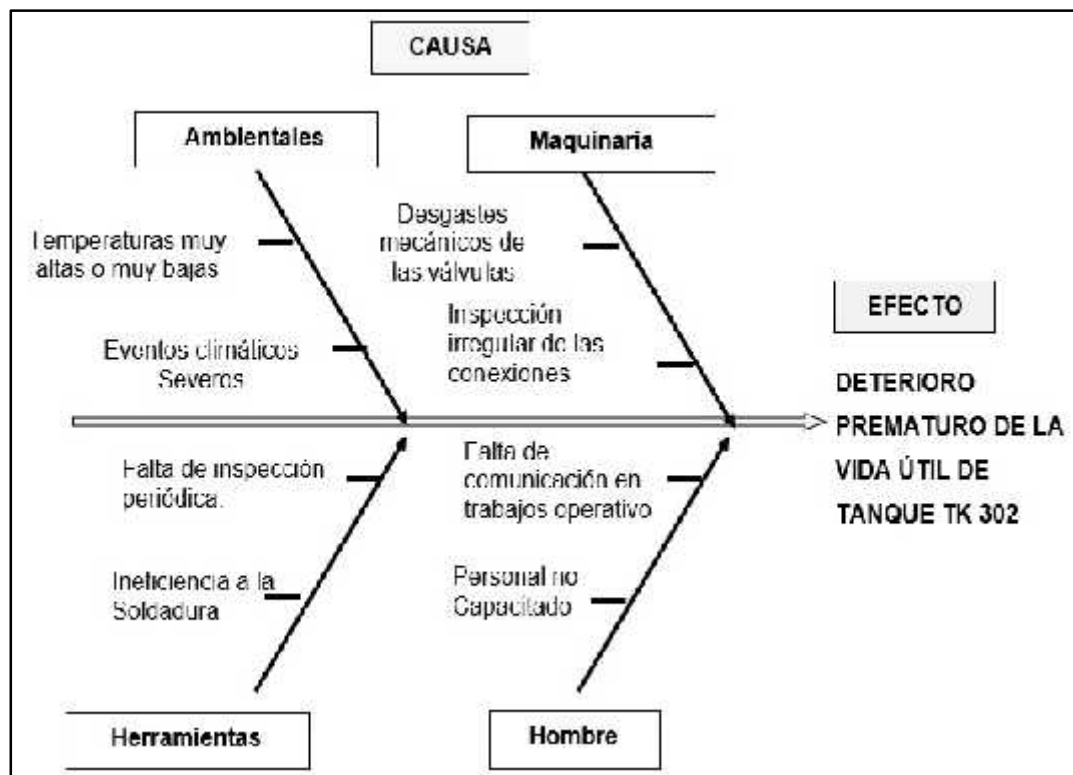 CAUSA
Ambientales
Maquinaria
Temperaturas muy
altas o muy bajas
Eventos climáticos
Severos
Desgastes
mecánicos de
las válvulas
Inspección
irregular de las
conexiones
EFECTO
DETERIORO
PREMATURO DE LA
VIDA ÚTIL DE
TANQUE TK 302
Falta de inspección
periódica.
Ineficiencia a la
Soldadura
Falta de
comunicación en
trabajos operativo
Personal no
Capacitado
Herramientas
Hombre